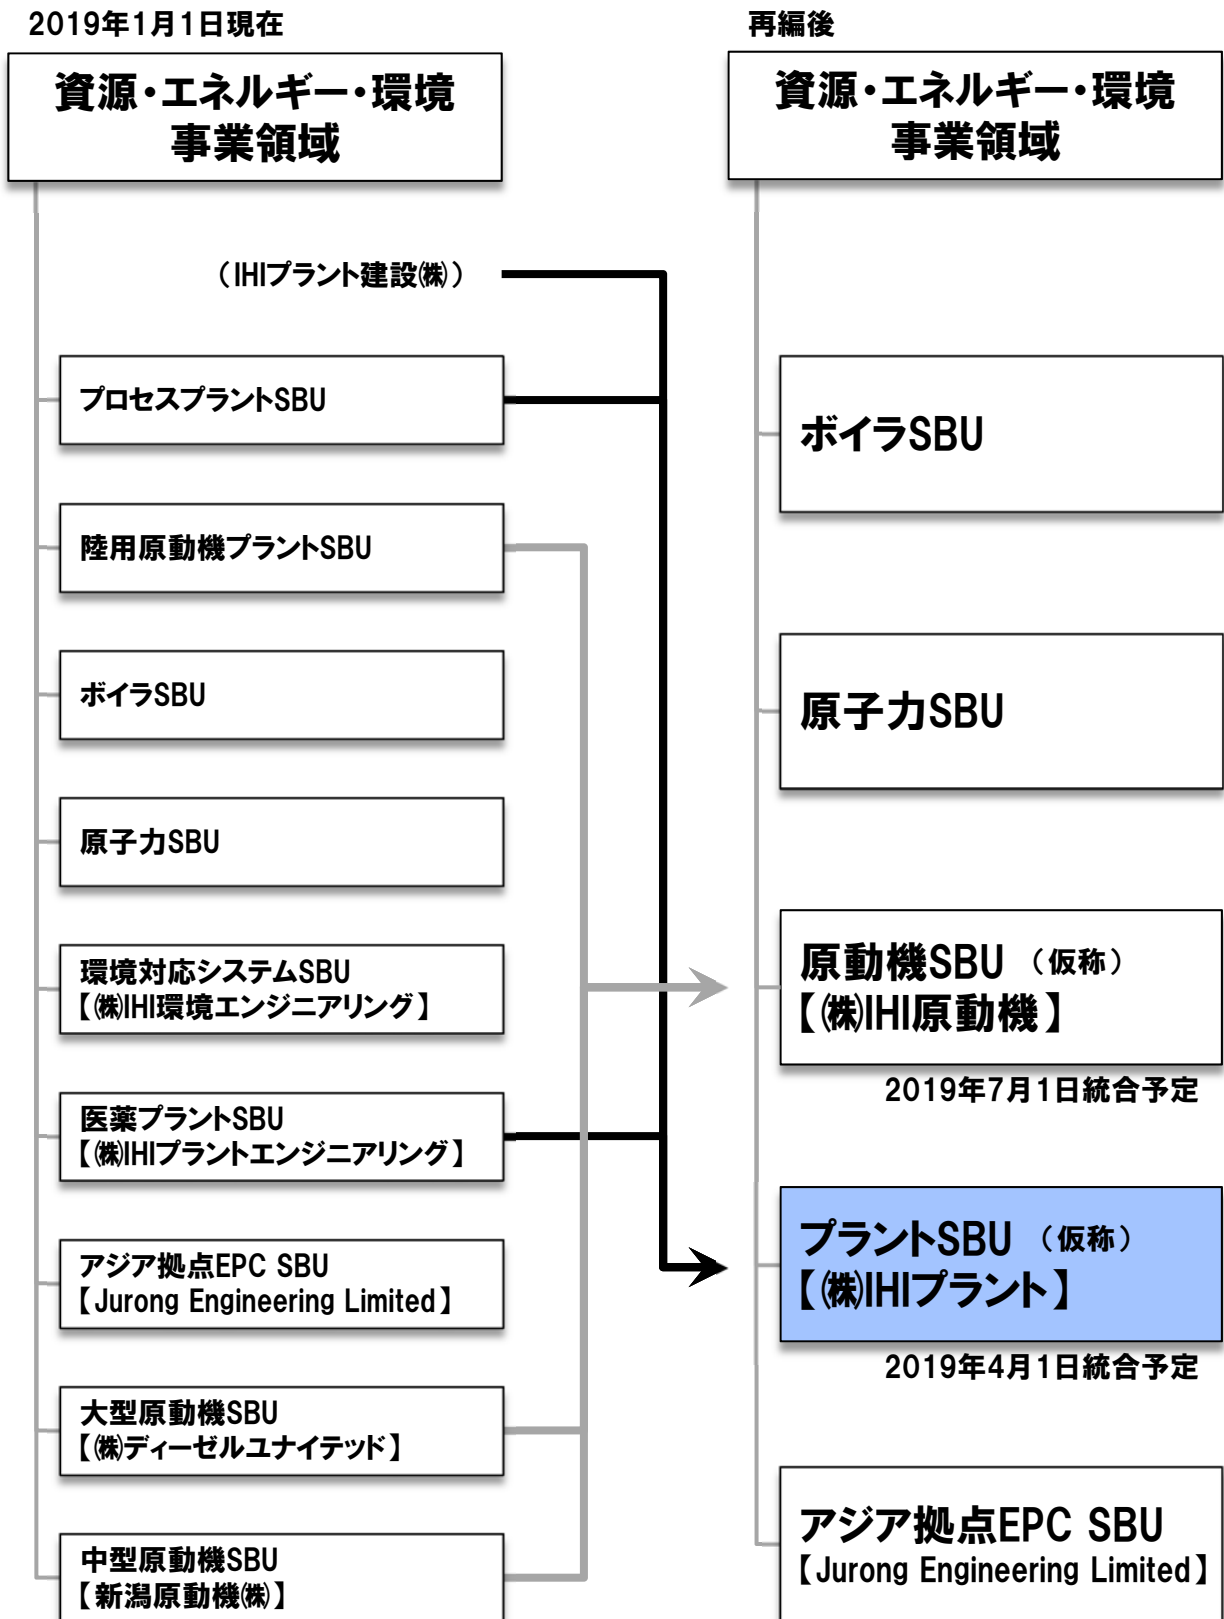 2019年1月1日現在
資源・エネルギー・環境
事業領域
（IHIプラント建設㈱）
プロセスプラントSBU
陸用原動機プラントSBU
ボイラSBU
原子力SBU
環境対応システムSBU
【㈱IHI環境エンジニアリング】
医薬プラントSBU
【㈱IHIプラントエンジニアリング】
アジア拠点EPC SBU
【Jurong Engineering Limited】
大型原動機SBU
【㈱ディーゼルユナイテッド】
中型原動機SBU
【新潟原動機㈱】
再編後
資源・エネルギー・環境
事業領域
ボイラSBU
原子力SBU
原動機SBU（仮称）
【㈱IHI原動機】
2019年7月1日統合予定
プラントSBU（仮称）
【㈱IHIプラント】
2019年4月1日統合予定
アジア拠点EPC SBU
【Jurong Engineering Limited】